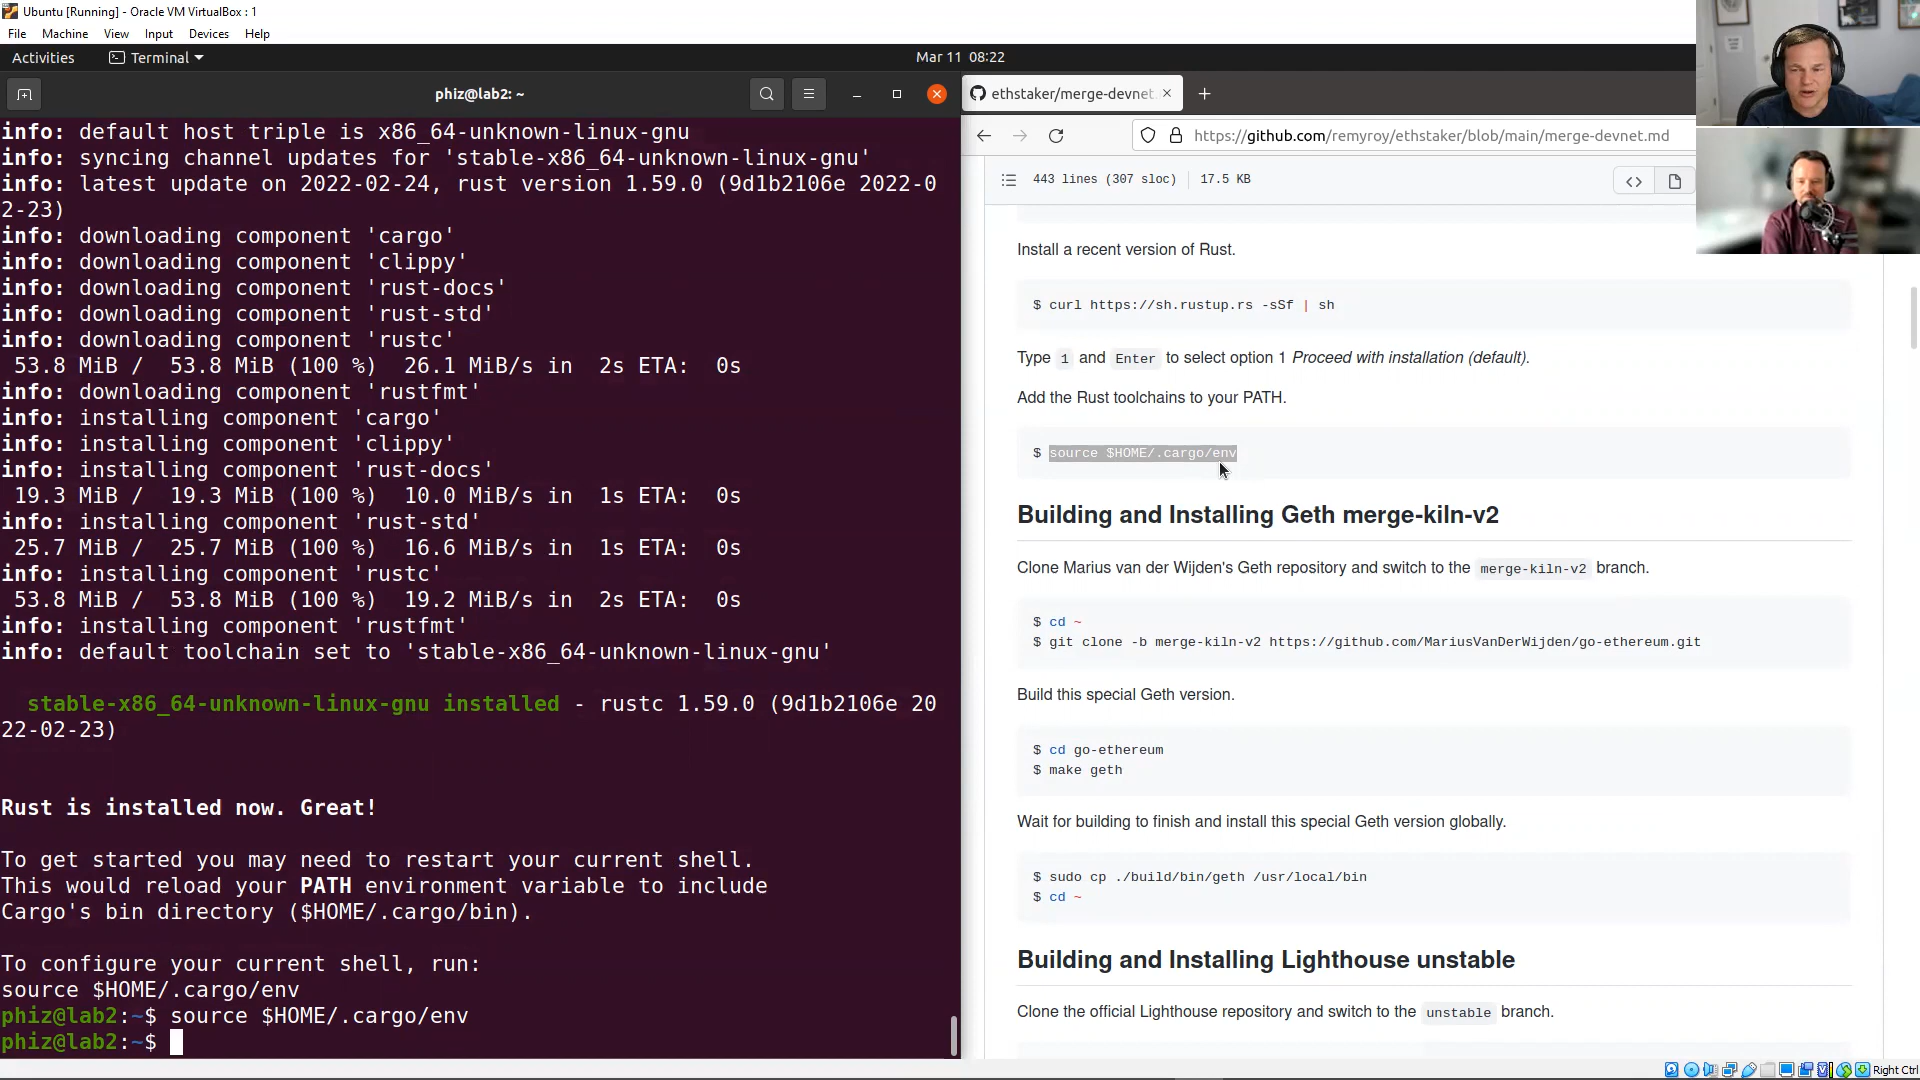 Ubuntu [Running] - Oracle VM VirtualBox : 1
File Machine View Input Devices Help
Activities Terminal Mar 11 08:22
phiz@lab2: ~
info: default host triple is x86_64-unknown-linux-gnu
info: syncing channel updates for 'stable-x86_64-unknown-linux-gnu'
info: latest update on 2022-02-24, rust version 1.59.0 (9d1b2106e 2022-0
2-23)
info: downloading component 'cargo'
info: downloading component 'clippy'
info: downloading component 'rust-docs'
info: downloading component 'rust-std'
info: downloading component 'rustc'
53.8 MiB / 53.8 MiB (100 %) 26.1 MiB/s in 2s ETA: 0s
info: downloading component 'rustfmt'
info: installing component 'cargo'
info: installing component 'clippy'
info: installing component 'rust-docs'
19.3 MiB / 19.3 MiB (100 %) 10.0 MiB/s in 1s ETA: 0s
info: installing component 'rust-std'
25.7 MiB / 25.7 MiB (100 %) 16.6 MiB/s in 1s ETA: 0s
info: installing component 'rustc'
53.8 MiB / 53.8 MiB (100 %) 19.2 MiB/s in 2s ETA: 0s
info: installing component 'rustfmt'
info: default toolchain set to 'stable-x86_64-unknown-linux-gnu'
stable-x86_64-unknown-linux-gnu installed - rustc 1.59.0 (9d1b2106e 20
22-02-23)
Rust is installed now. Great!
To get started you may need to restart your current shell.
This would reload your PATH environment variable to include
Cargo's bin directory ($HOME/.cargo/bin).
To configure your current shell, run:
source $HOME/.cargo/env
phiz@lab2:~$ source $HOME/.cargo/env
phiz@lab2:~$
ethstaker/merge-devnet.
https://github.com/remyroy/ethstaker/blob/main/merge-devnet.md
443 lines (307 sloc) 17.5 KB
Install a recent version of Rust.
$ curl https://sh.rustup.rs -sSf | sh
Type 1 and Enter to select option 1 Proceed with installation (default).
Add the Rust toolchains to your PATH.
$ source $HOME/.cargo/env
Building and Installing Geth merge-kiln-v2
Clone Marius van der Wijden's Geth repository and switch to the merge-kiln-v2 branch.
$ cd ~
$ git clone -b merge-kiln-v2 https://github.com/MariusVanDerWijden/go-ethereum.git
Build this special Geth version.
$ cd go-ethereum
$ make geth
Wait for building to finish and install this special Geth version globally.
$ sudo cp ./build/bin/geth /usr/local/bin
$ cd ~
Building and Installing Lighthouse unstable
Clone the official Lighthouse repository and switch to the unstable branch.
Right Ctrl